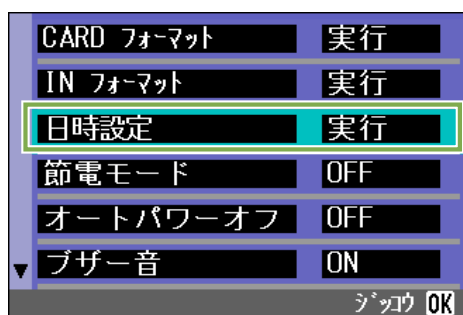 CARD ﾌｫｰﾏｯﾄ 実行
IN ﾌｫｰﾏｯﾄ 実行
日時設定 実行
節電モード OFF
オートパワーオフ OFF
ブザー音 ON
ｼﾞｯｺｳ OK